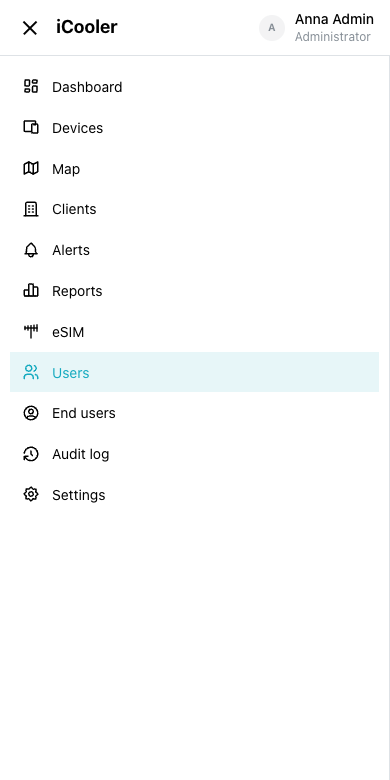 iCooler
A
Anna Admin
Administrator
Dashboard
Devices
Map
Clients
Alerts
Reports
eSIM
Users
End users
Audit log
Settings